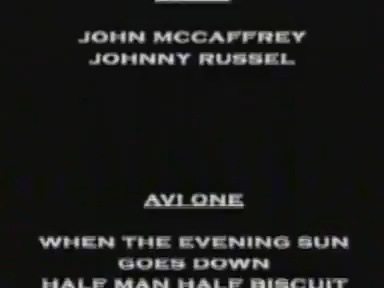 JOHN MCCAFFREY
JOHNNY RUSSEL
AVI ONE
WHEN THE EVENING SUN
GOES DOWN
HALF MAN HALF BISCUIT